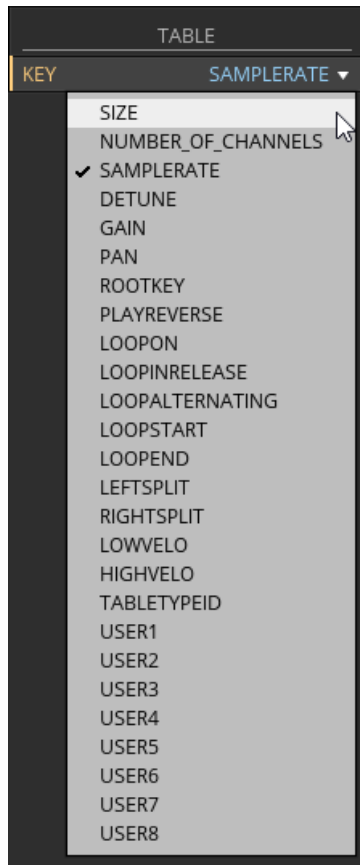 TABLE
KEY SAMPLERATE
SIZE
NUMBER_OF_CHANNELS
SAMPLERATE
DETUNE
GAIN
PAN
ROOTKEY
PLAYREVERSE
LOOPON
LOOPINRELEASE
LOOPALTERNATING
LOOPSTART
LOOPEND
LEFTSPLIT
RIGHTSPLIT
LOWVELO
HIGHVELO
TABLETYPEID
USER1
USER2
USER3
USER4
USER5
USER6
USER7
USER8